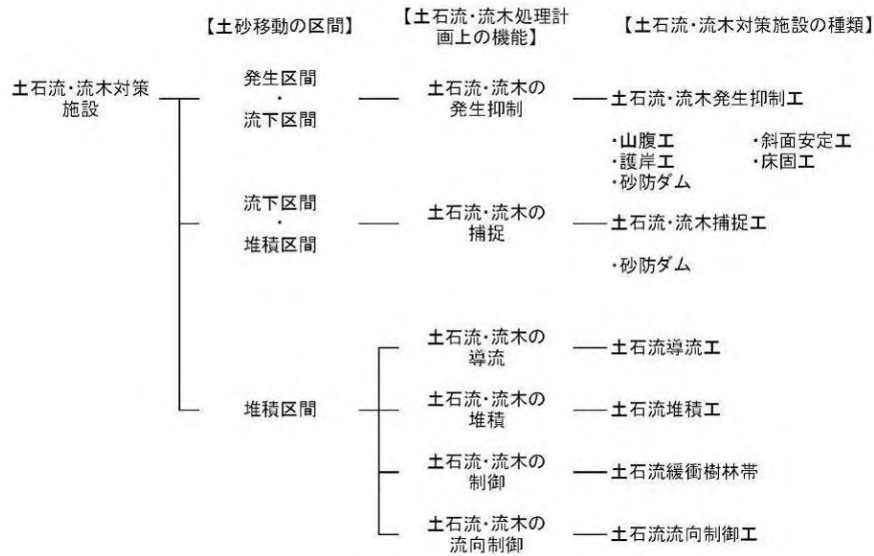 【土砂移動の区間】
【土石流・流木処理計
画上の機能】
【土石流・流木対策施設の種類】
土石流・流木対策
施設
発生区間
・
流下区間
土石流・流木の
発生抑制
土石流・流木発生抑制工
・山腹工 ・斜面安定工
・護岸工 ・床固工
・砂防ダム
流下区間
・
堆積区間
土石流・流木の
捕捉
土石流・流木捕捉工
・砂防ダム
堆積区間
土石流・流木の
導流
土石流導流工
土石流・流木の
堆積
土石流堆積工
土石流・流木の
制御
土石流緩衝樹林帯
土石流・流木の
流向制御
土石流流向制御工